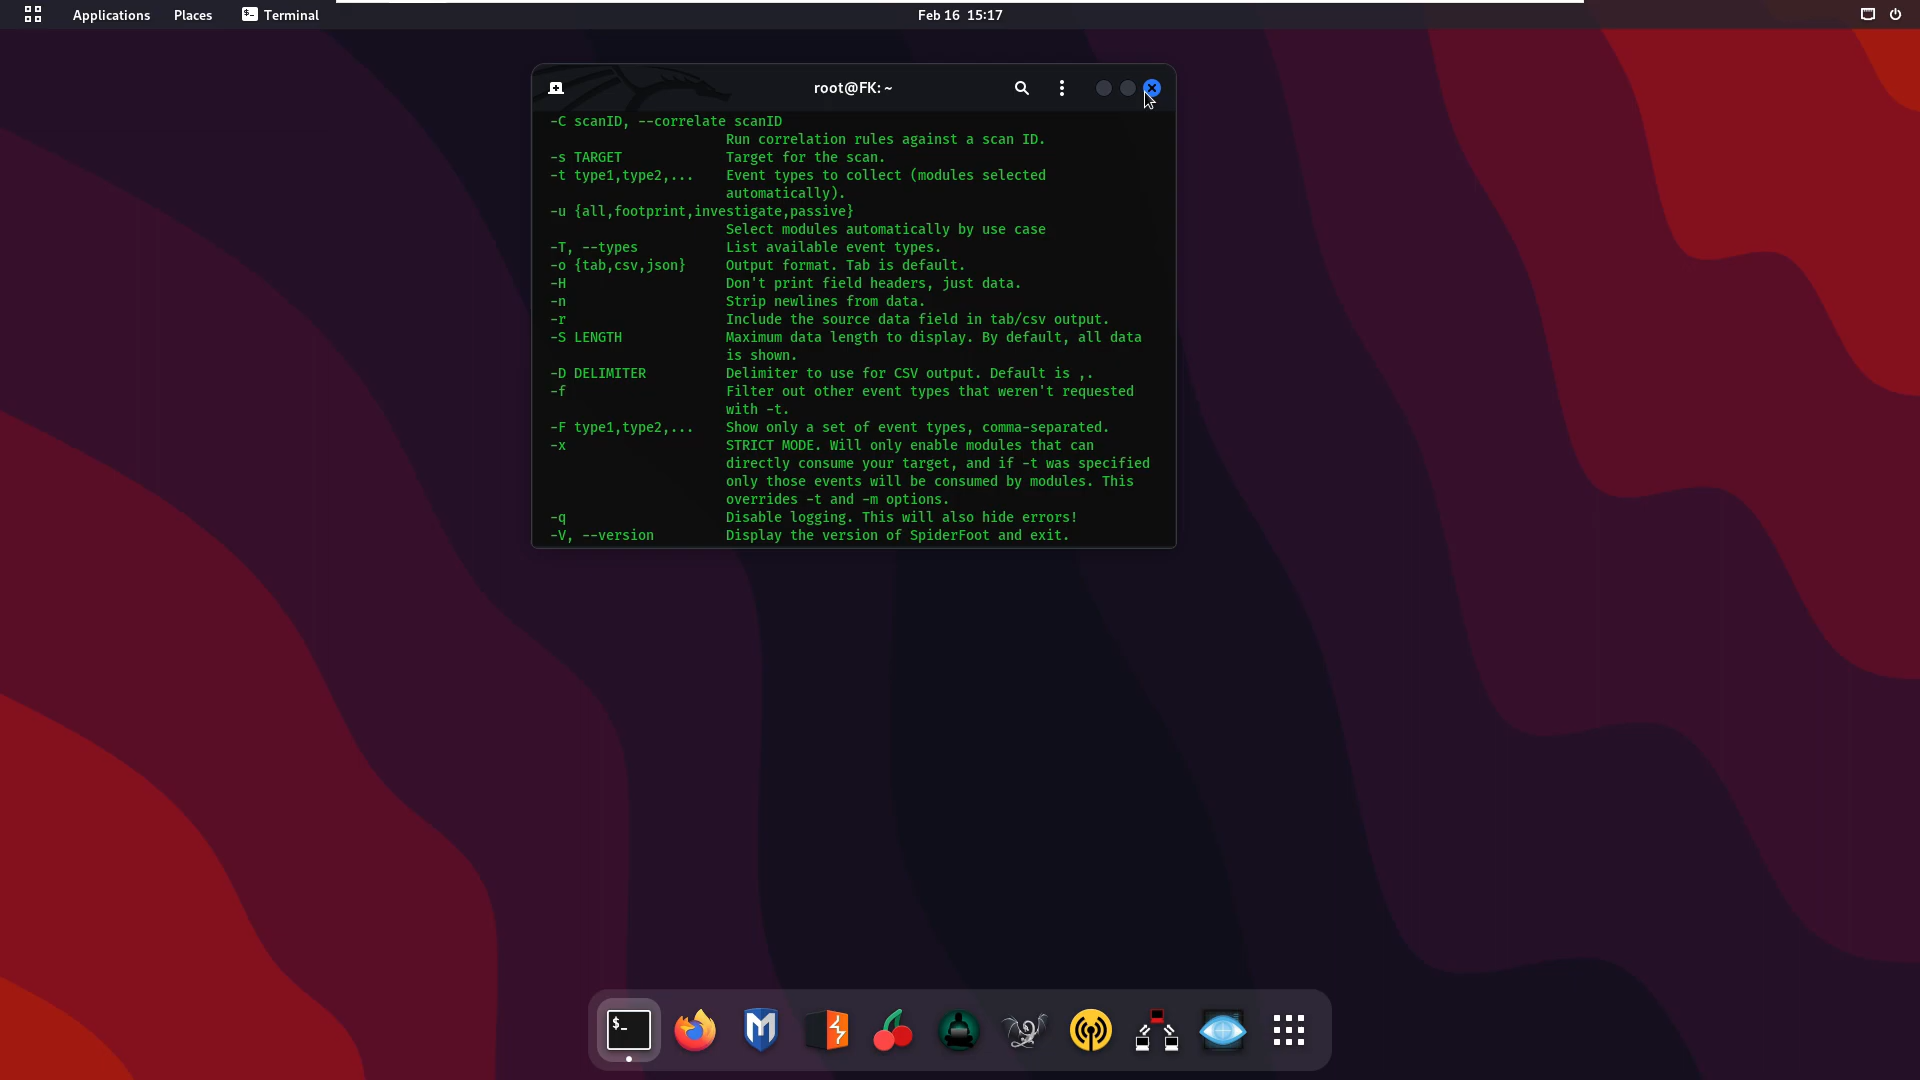 Applications Places Terminal Feb 16 15:17
root@FK: ~
-C scanID, --correlate scanID
Run correlation rules against a scan ID.
-s TARGET Target for the scan.
-t type1,type2,... Event types to collect (modules selected
automatically).
-u {all,footprint,investigate,passive}
Select modules automatically by use case
-T, --types List available event types.
-o {tab,csv,json} Output format. Tab is default.
-H Don't print field headers, just data.
-n Strip newlines from data.
-r Include the source data field in tab/csv output.
-S LENGTH Maximum data length to display. By default, all data
is shown.
-D DELIMITER Delimiter to use for CSV output. Default is ,.
-f Filter out other event types that weren't requested
with -t.
-F type1,type2,... Show only a set of event types, comma-separated.
-x STRICT MODE. Will only enable modules that can
directly consume your target, and if -t was specified
only those events will be consumed by modules. This
overrides -t and -m options.
-q Disable logging. This will also hide errors!
-V, --version Display the version of SpiderFoot and exit.